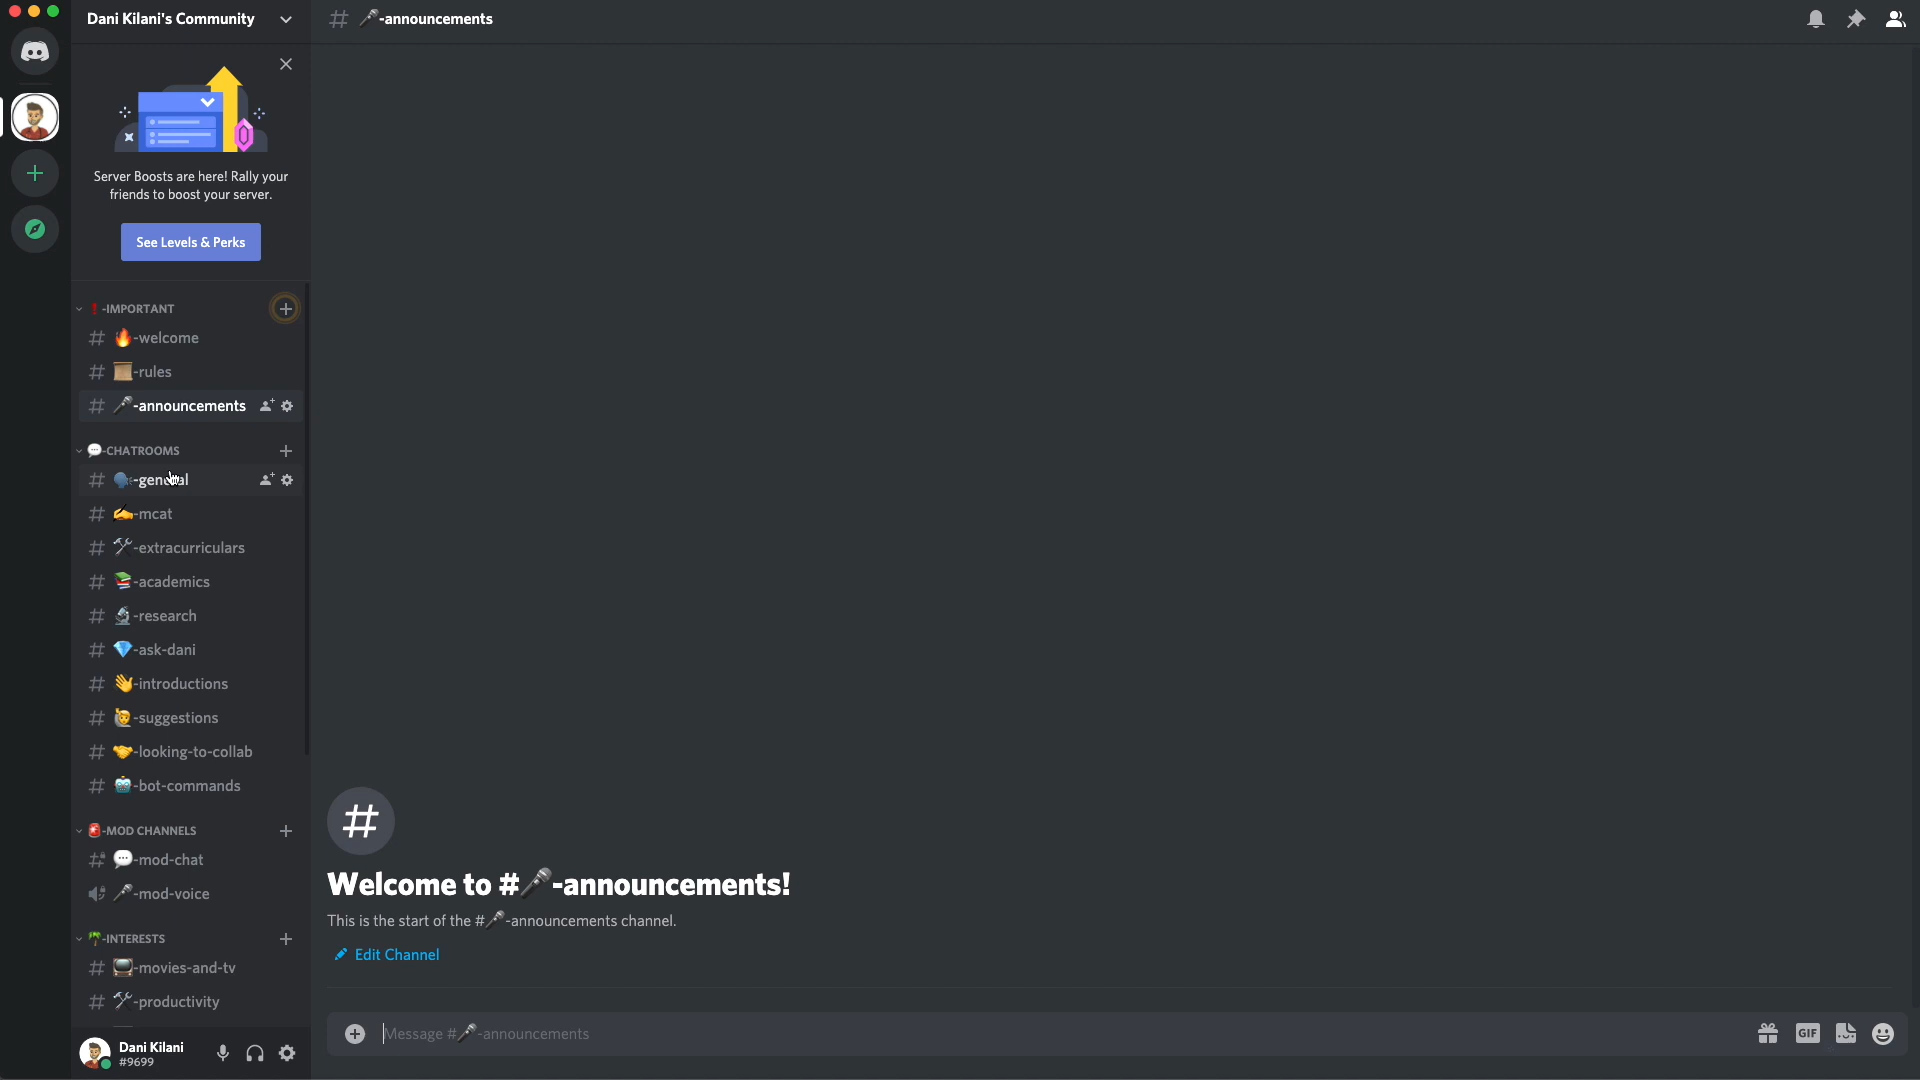 Dani Kilani's Community
🎤-announcements
Server Boosts are here! Rally your
friends to boost your server.
See Levels & Perks
❗-IMPORTANT
🔥-welcome
📜-rules
🎤-announcements
💬-CHATROOMS
🗣-general
✍-mcat
🛠-extracurriculars
📚-academics
🔬-research
💎-ask-dani
👋-introductions
🙋-suggestions
🤝-looking-to-collab
🤖-bot-commands
🚨-MOD CHANNELS
💬-mod-chat
🎤-mod-voice
🌴-INTERESTS
📺-movies-and-tv
🛠-productivity
Dani Kilani
#9699
Welcome to #🎤-announcements!
This is the start of the #🎤-announcements channel.
Edit Channel
Message #🎤-announcements
GIF